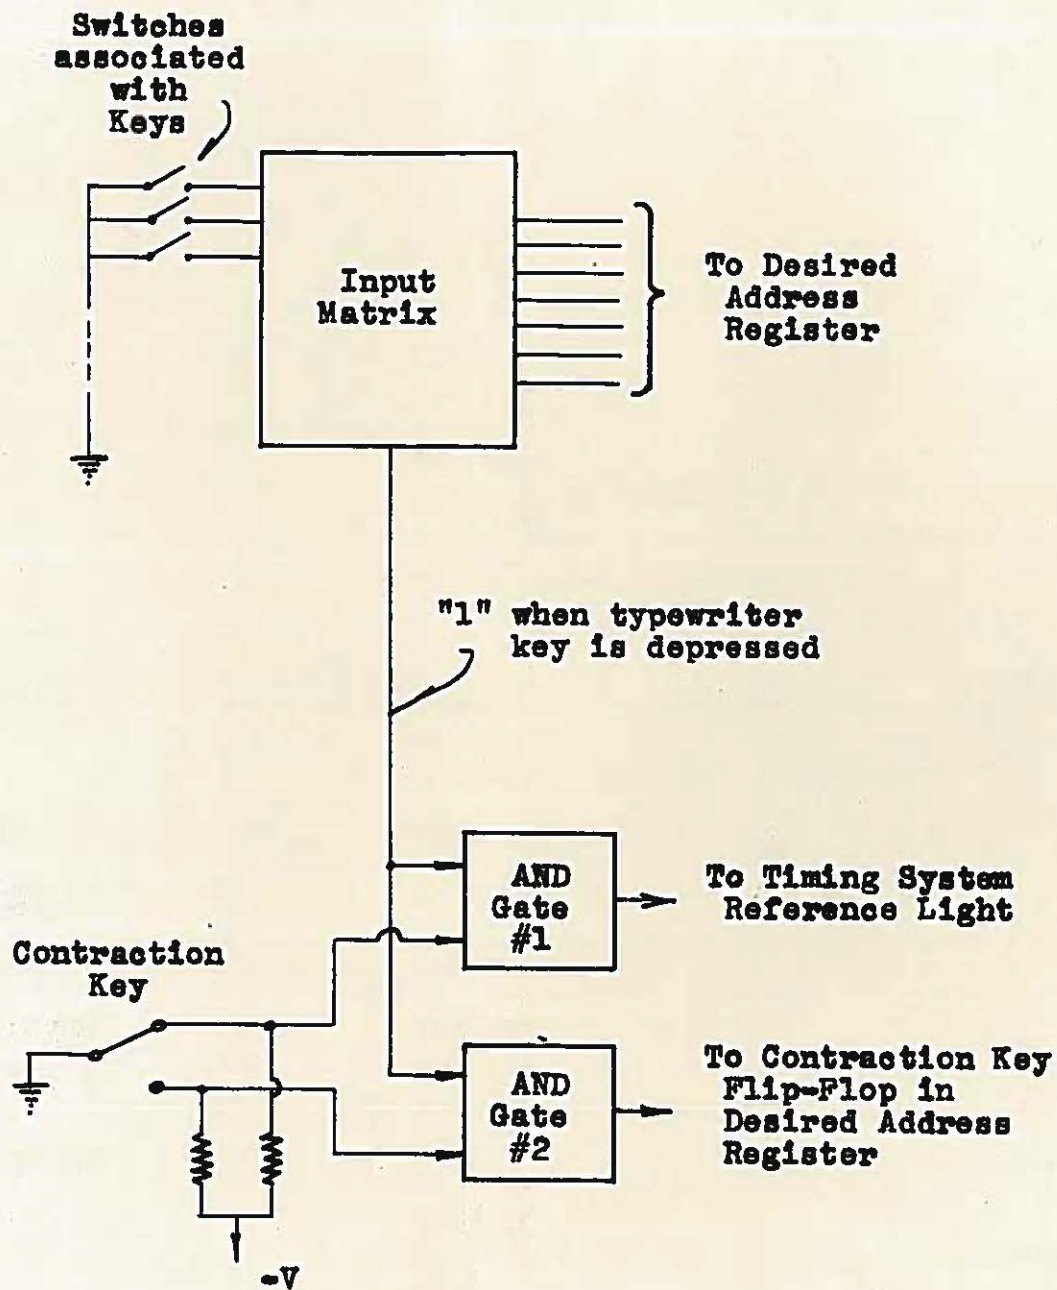 Switches
associated
with
Keys
Input
Matrix
To Desired
Address
Register
"1" when typewriter
key is depressed
AND
Gate
#1
To Timing System
Reference Light
Contraction
Key
AND
Gate
#2
To Contraction Key
Flip-Flop in
Desired Address
Register
-V